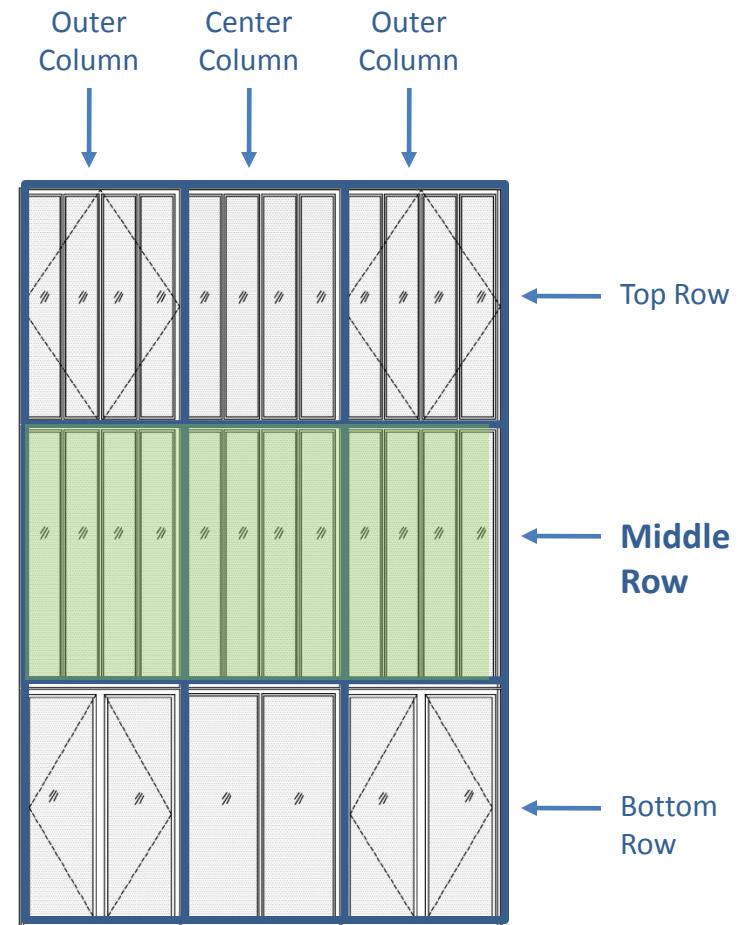 Outer
Column
Center
Column
Outer
Column
Top Row
Middle
Row
Bottom
Row